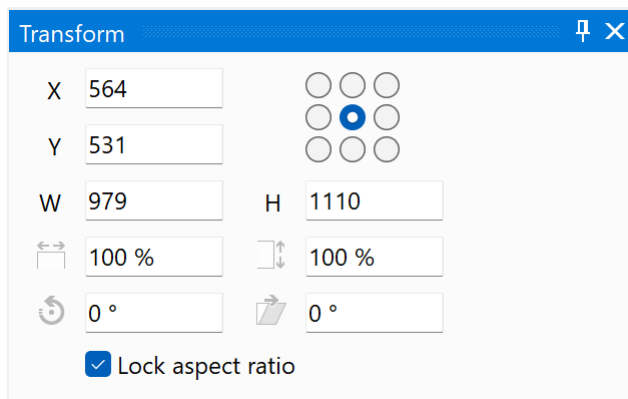 Transform
X 564
Y 531
W 979 H 1110
100 % 100 %
0 ° 0 °
Lock aspect ratio